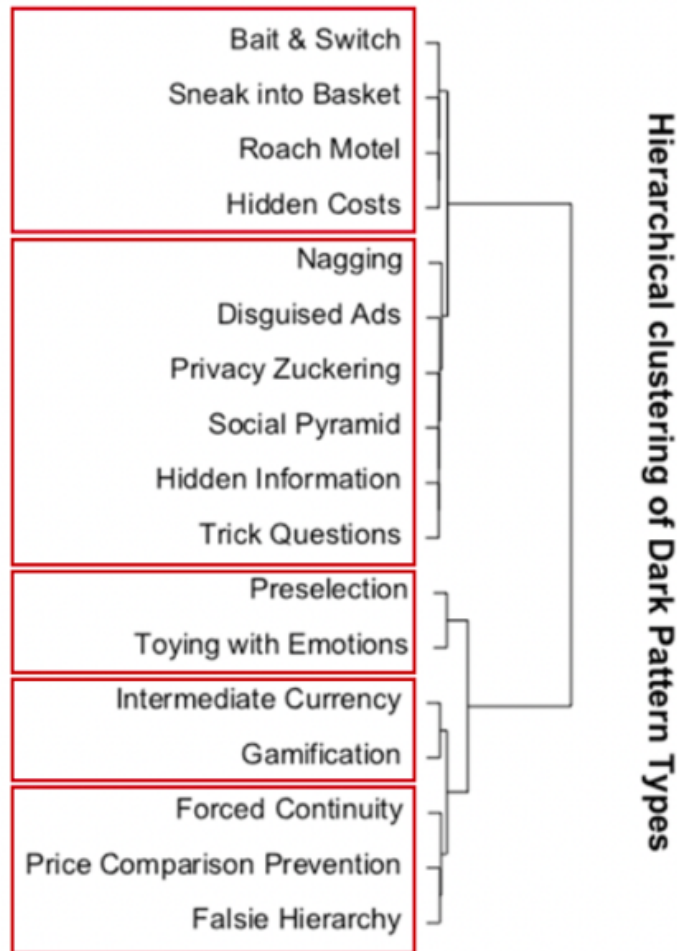 Bait & Switch
Sneak into Basket
Roach Motel
Hidden Costs
Nagging
Disguised Ads
Privacy Zuckering
Social Pyramid
Hidden Information
Trick Questions
Preselection
Toying with Emotions
Intermediate Currency
Gamification
Forced Continuity
Price Comparison Prevention
Falsie Hierarchy
Hierarchical clustering of Dark Pattern Types